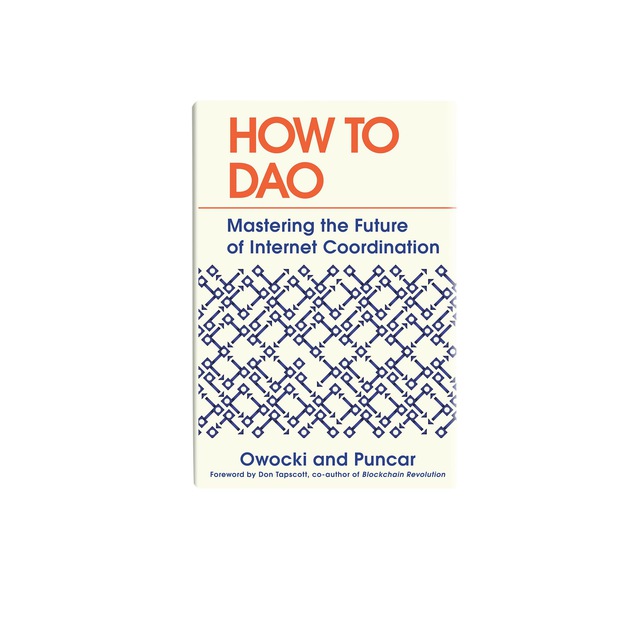 HOW TO
DAO
Mastering the Future
of Internet Coordination
Owocki and Puncar
Foreword by Don Tapscott, co-author of Blockchain Revolution